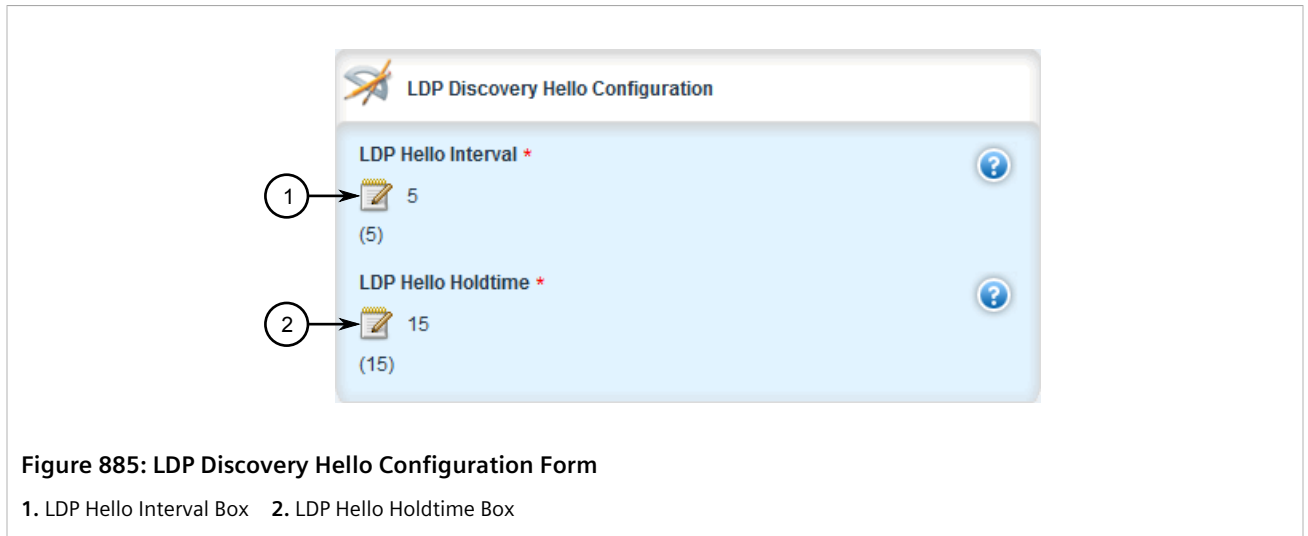 LDP Discovery Hello Configuration
LDP Hello Interval *
?
1
5
(5)
LDP Hello Holdtime *
?
2
15
(15)
Figure 885: LDP Discovery Hello Configuration Form
1. LDP Hello Interval Box 2. LDP Hello Holdtime Box